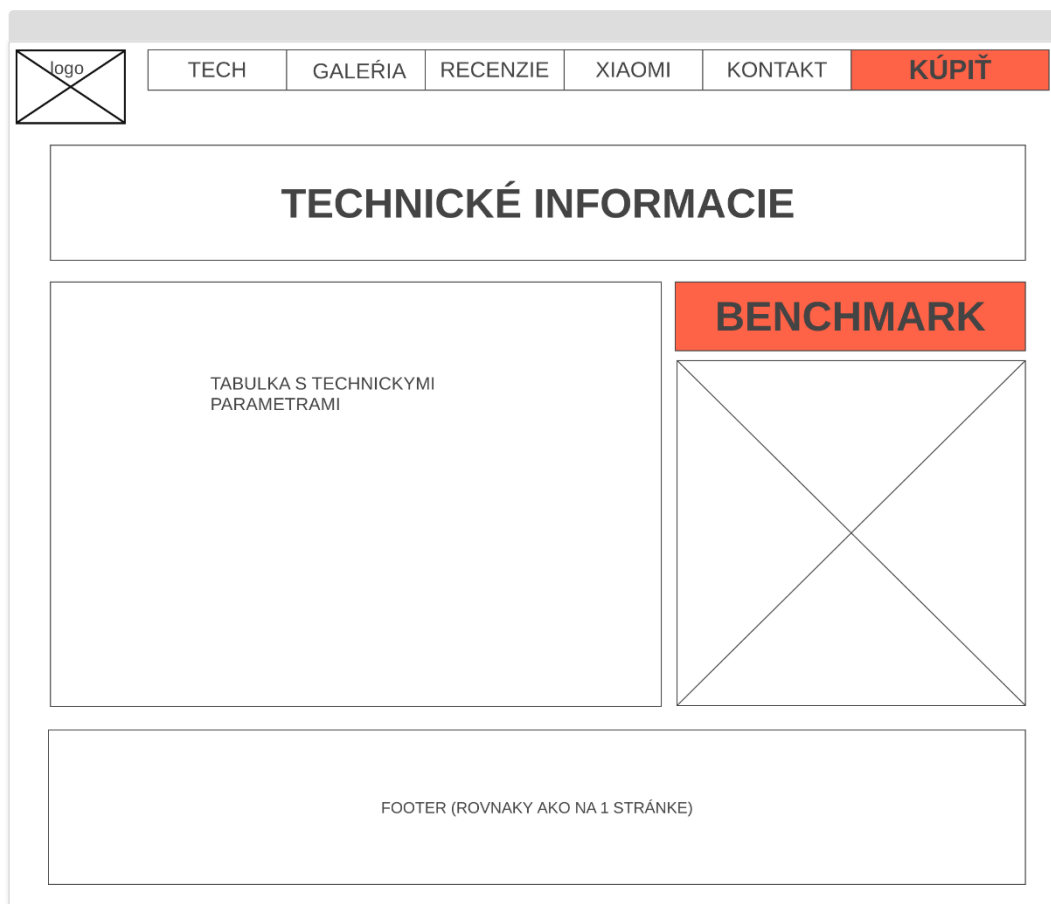 logo
TECH
GALEŔIA
RECENZIE
XIAOMI
KONTAKT
KÚPIŤ
TECHNICKÉ INFORMACIE
BENCHMARK
TABULKA S TECHNICKYMI
PARAMETRAMI
FOOTER (ROVNAKY AKO NA 1 STRÁNKE)